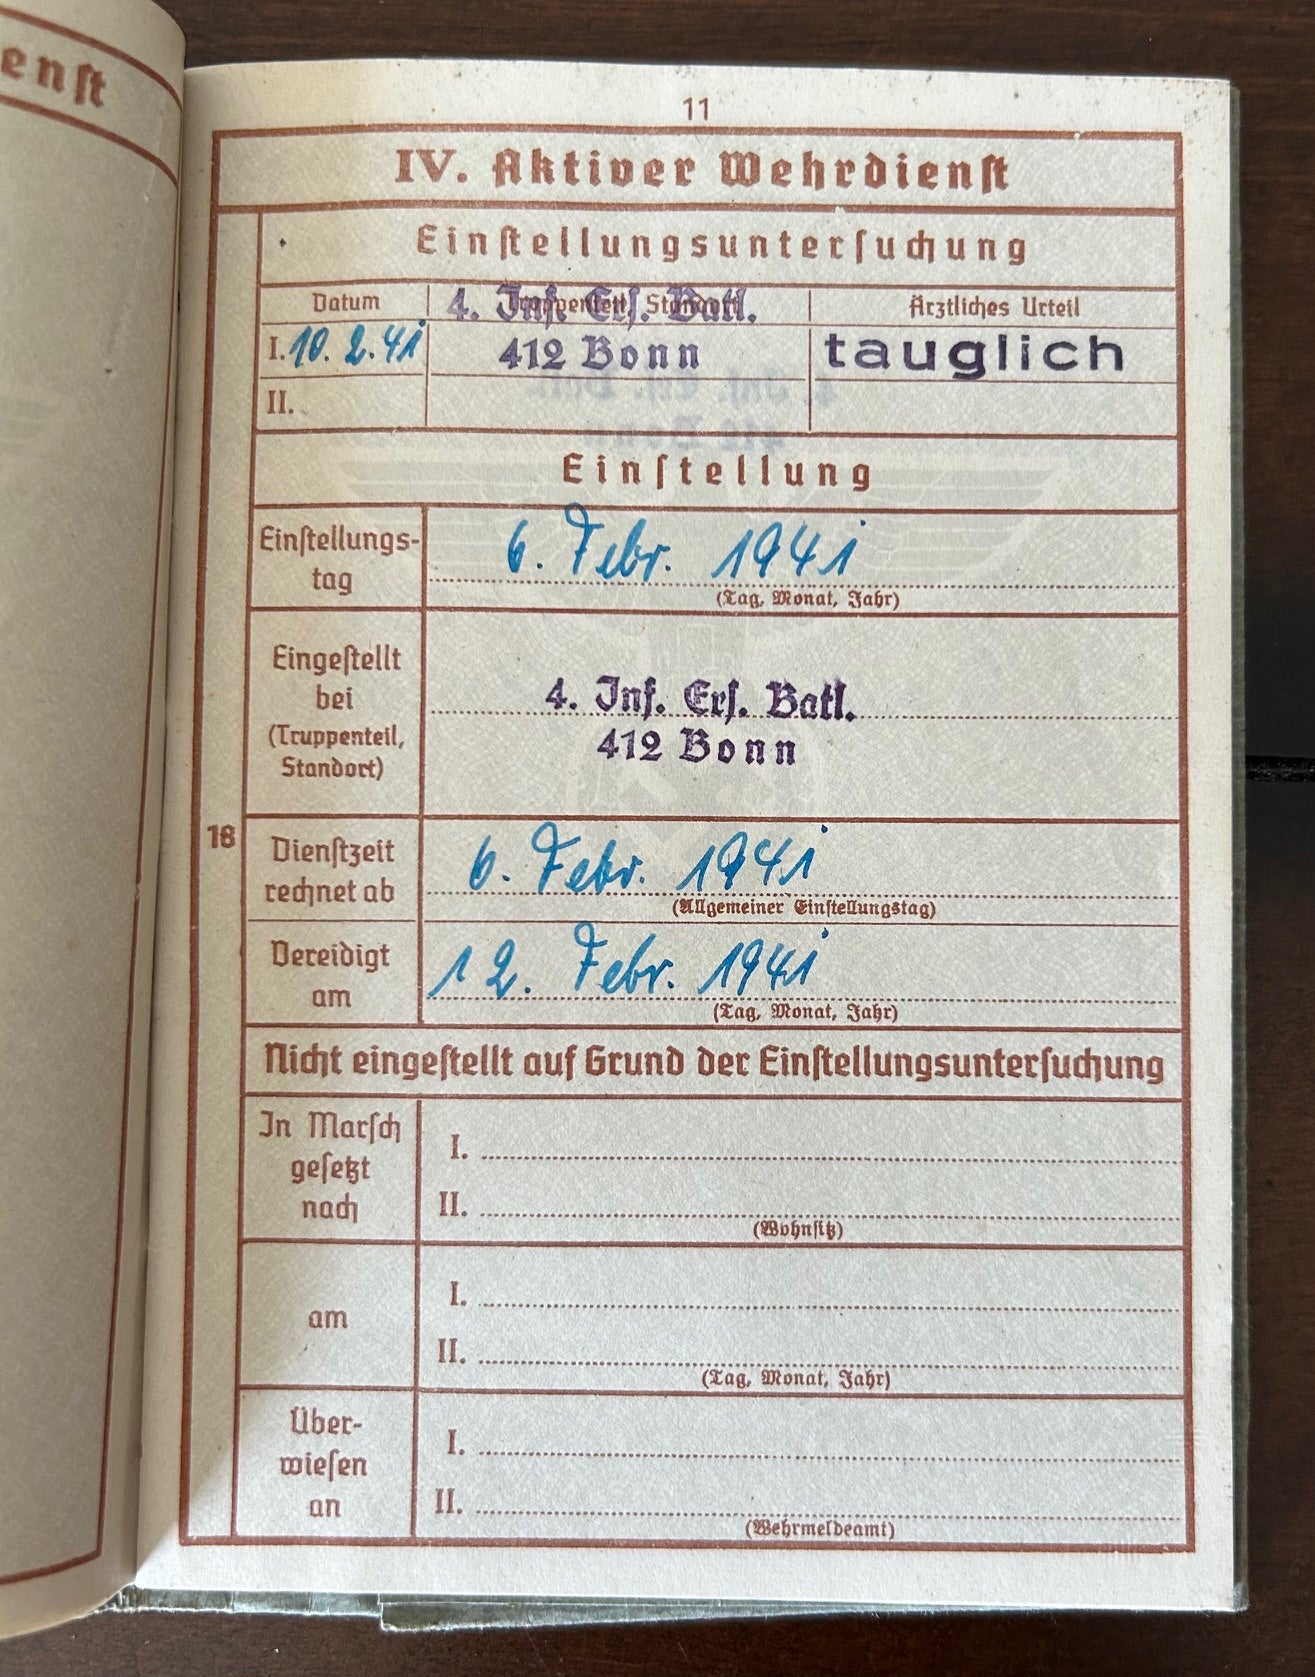 enst
11
IV. Aktiver Wehrdienst
Einstellungsuntersuchung
Datum Truppenteil, Standort Ärztliches Urteil
4. Inf. Ers. Batl.
I. 10. 2. 41 412 Bonn tauglich
II.
Einstellung
Einstellungs- 6. Febr. 1941
tag
(Tag, Monat, Jahr)
Eingestellt
bei 4. Inf. Ers. Batl.
(Truppenteil, 412 Bonn
Standort)
18
Dienstzeit 6. Febr. 1941
rechnet ab
(Allgemeiner Einstellungstag)
Vereidigt 12. Febr. 1941
am
(Tag, Monat, Jahr)
Nicht eingestellt auf Grund der Einstellungsuntersuchung
In Marsch I.
gesetzt
nach II.
(Wohnsitz)
I.
am
II.
(Tag, Monat, Jahr)
Über- I.
wiesen
an II.
(Wehrmeldeamt)